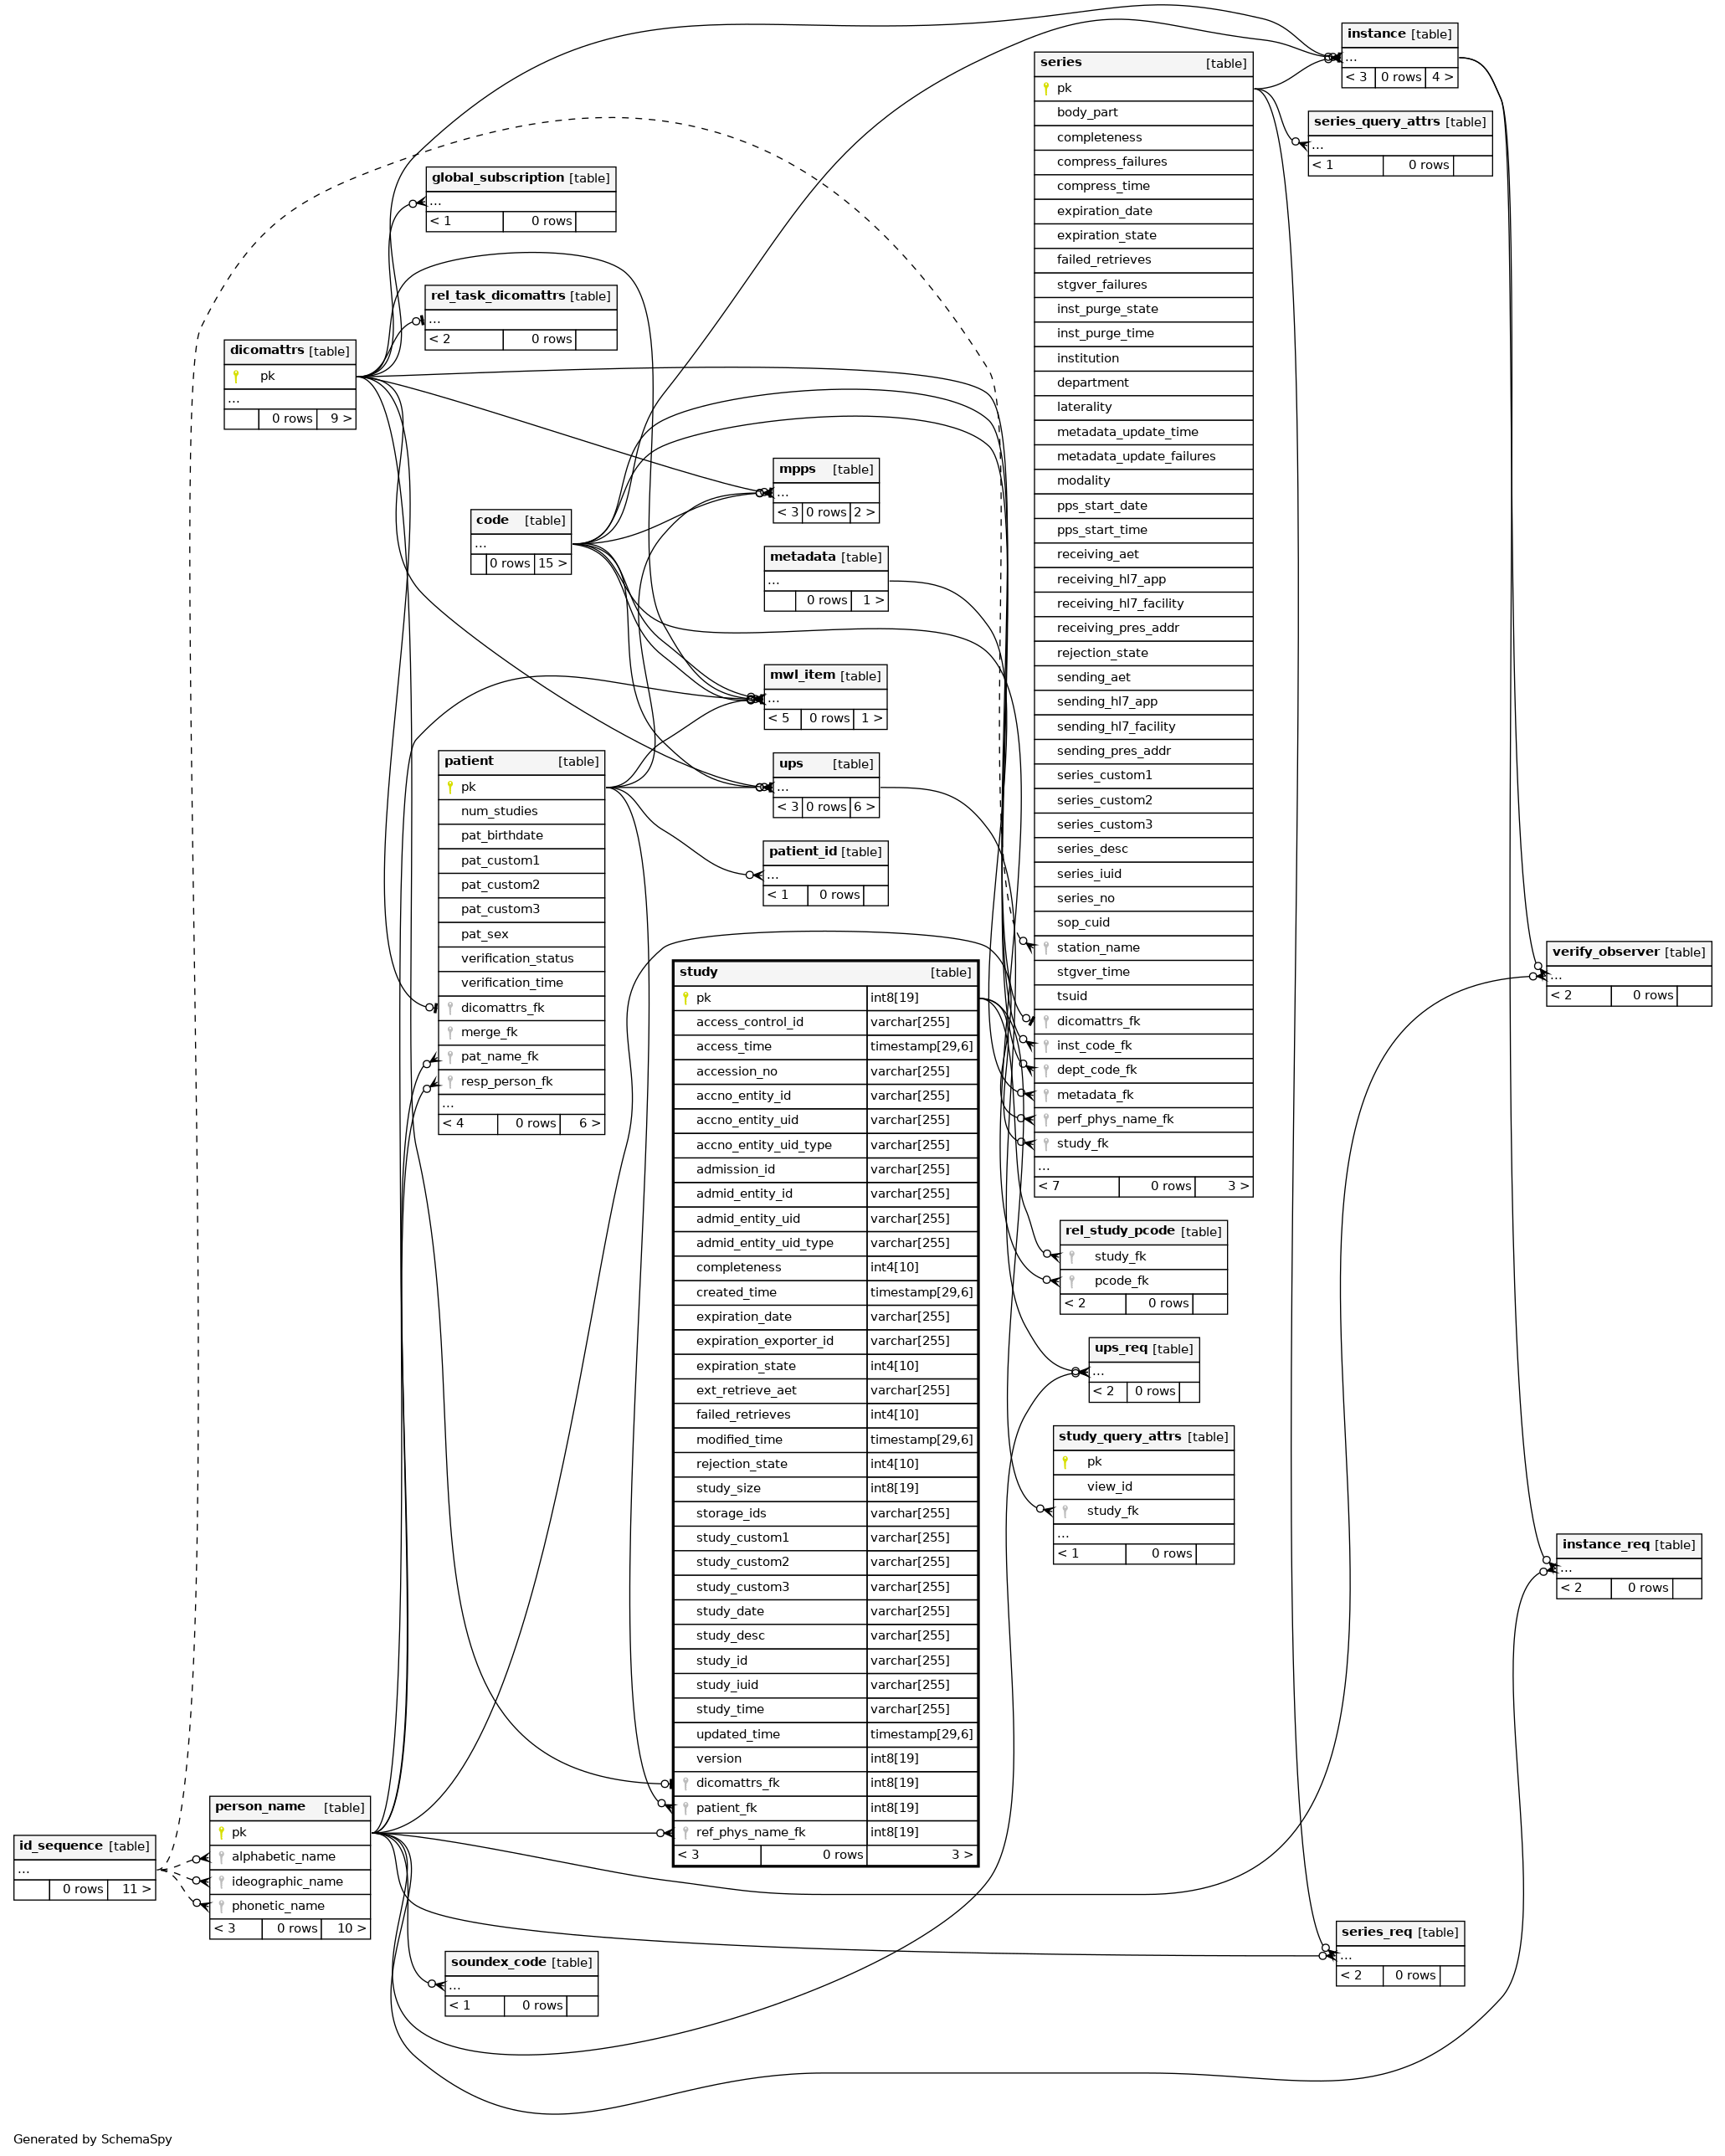 instance [table]
...
< 3 0 rows 4 >
series [table]
pk
body_part
completeness
compress_failures
compress_time
expiration_date
expiration_state
failed_retrieves
stgver_failures
inst_purge_state
inst_purge_time
institution
department
laterality
metadata_update_time
metadata_update_failures
modality
pps_start_date
pps_start_time
receiving_aet
receiving_hl7_app
receiving_hl7_facility
receiving_pres_addr
rejection_state
sending_aet
sending_hl7_app
sending_hl7_facility
sending_pres_addr
series_custom1
series_custom2
series_custom3
series_desc
series_iuid
series_no
sop_cuid
station_name
stgver_time
tsuid
dicomattrs_fk
inst_code_fk
dept_code_fk
metadata_fk
perf_phys_name_fk
study_fk
...
< 7 0 rows 3 >
series_query_attrs [table]
...
< 1 0 rows
global_subscription [table]
...
< 1 0 rows
rel_task_dicomattrs [table]
...
< 2 0 rows
dicomattrs [table]
pk
...
0 rows 9 >
mpps [table]
...
< 3 0 rows 2 >
code [table]
...
0 rows 15 >
metadata [table]
...
0 rows 1 >
mwl_item [table]
...
< 5 0 rows 1 >
patient [table]
pk
num_studies
pat_birthdate
pat_custom1
pat_custom2
pat_custom3
pat_sex
verification_status
verification_time
dicomattrs_fk
merge_fk
pat_name_fk
resp_person_fk
...
< 4 0 rows 6 >
ups [table]
...
< 3 0 rows 6 >
patient_id [table]
...
< 1 0 rows
study [table]
pk int8[19]
access_control_id varchar[255]
access_time timestamp[29,6]
accession_no varchar[255]
accno_entity_id varchar[255]
accno_entity_uid varchar[255]
accno_entity_uid_type varchar[255]
admission_id varchar[255]
admid_entity_id varchar[255]
admid_entity_uid varchar[255]
admid_entity_uid_type varchar[255]
completeness int4[10]
created_time timestamp[29,6]
expiration_date varchar[255]
expiration_exporter_id varchar[255]
expiration_state int4[10]
ext_retrieve_aet varchar[255]
failed_retrieves int4[10]
modified_time timestamp[29,6]
rejection_state int4[10]
study_size int8[19]
storage_ids varchar[255]
study_custom1 varchar[255]
study_custom2 varchar[255]
study_custom3 varchar[255]
study_date varchar[255]
study_desc varchar[255]
study_id varchar[255]
study_iuid varchar[255]
study_time varchar[255]
updated_time timestamp[29,6]
version int8[19]
dicomattrs_fk int8[19]
patient_fk int8[19]
ref_phys_name_fk int8[19]
< 3 0 rows 3 >
verify_observer [table]
...
< 2 0 rows
rel_study_pcode [table]
study_fk
pcode_fk
< 2 0 rows
ups_req [table]
...
< 2 0 rows
study_query_attrs [table]
pk
view_id
study_fk
...
< 1 0 rows
instance_req [table]
...
< 2 0 rows
person_name [table]
pk
alphabetic_name
ideographic_name
phonetic_name
< 3 0 rows 10 >
id_sequence [table]
...
0 rows 11 >
series_req [table]
...
< 2 0 rows
soundex_code [table]
...
< 1 0 rows
Generated by SchemaSpy